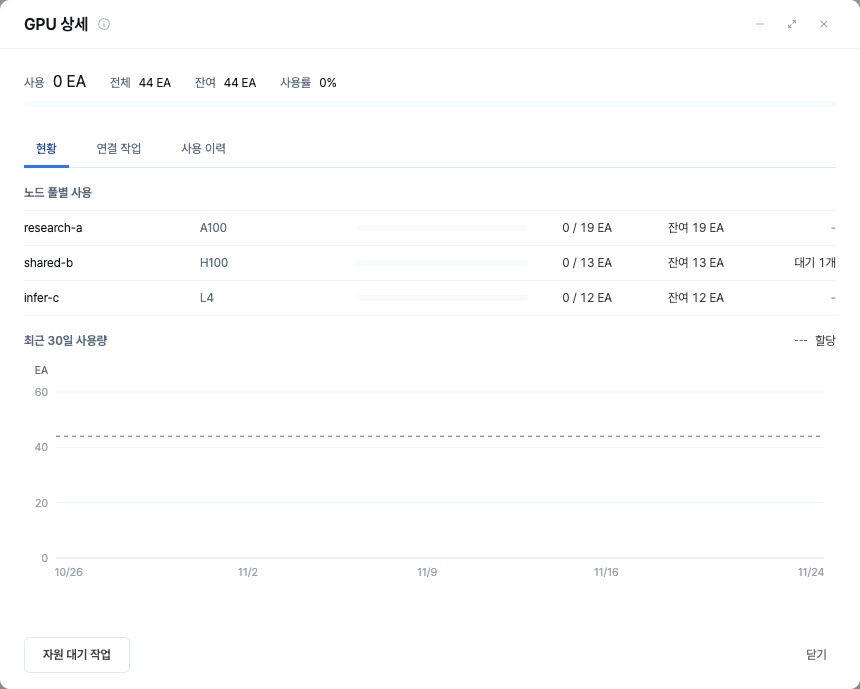 GPU 상세
사용 0 EA 전체 44 EA 잔여 44 EA 사용률 0%
현황 연결 작업 사용 이력
노드 풀별 사용
research-a A100 0 / 19 EA 잔여 19 EA -
shared-b H100 0 / 13 EA 잔여 13 EA 대기 1개
infer-c L4 0 / 12 EA 잔여 12 EA -
최근 30일 사용량 --- 할당
EA
60
40
20
0
10/26 11/2 11/9 11/16 11/24
자원 대기 작업 닫기